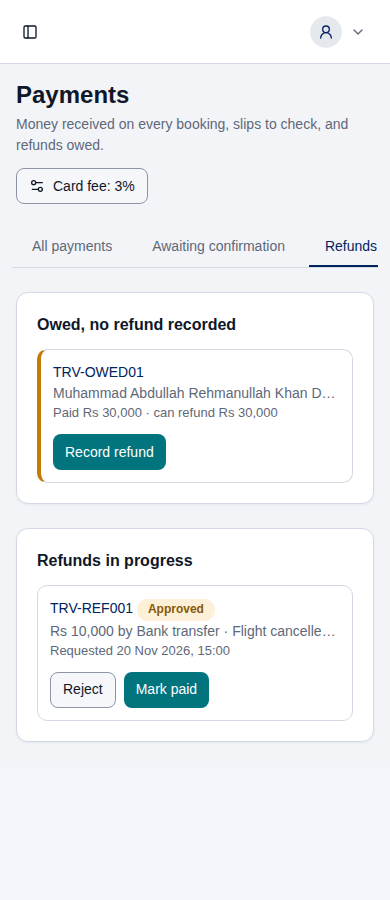 Payments
Money received on every booking, slips to check, and
refunds owed.
Card fee: 3%
All payments
Awaiting confirmation
Refunds
Owed, no refund recorded
TRV-OWED01
Muhammad Abdullah Rehmanullah Khan D…
Paid Rs 30,000 · can refund Rs 30,000
Record refund
Refunds in progress
TRV-REF001 Approved
Rs 10,000 by Bank transfer · Flight cancelle…
Requested 20 Nov 2026, 15:00
Reject
Mark paid